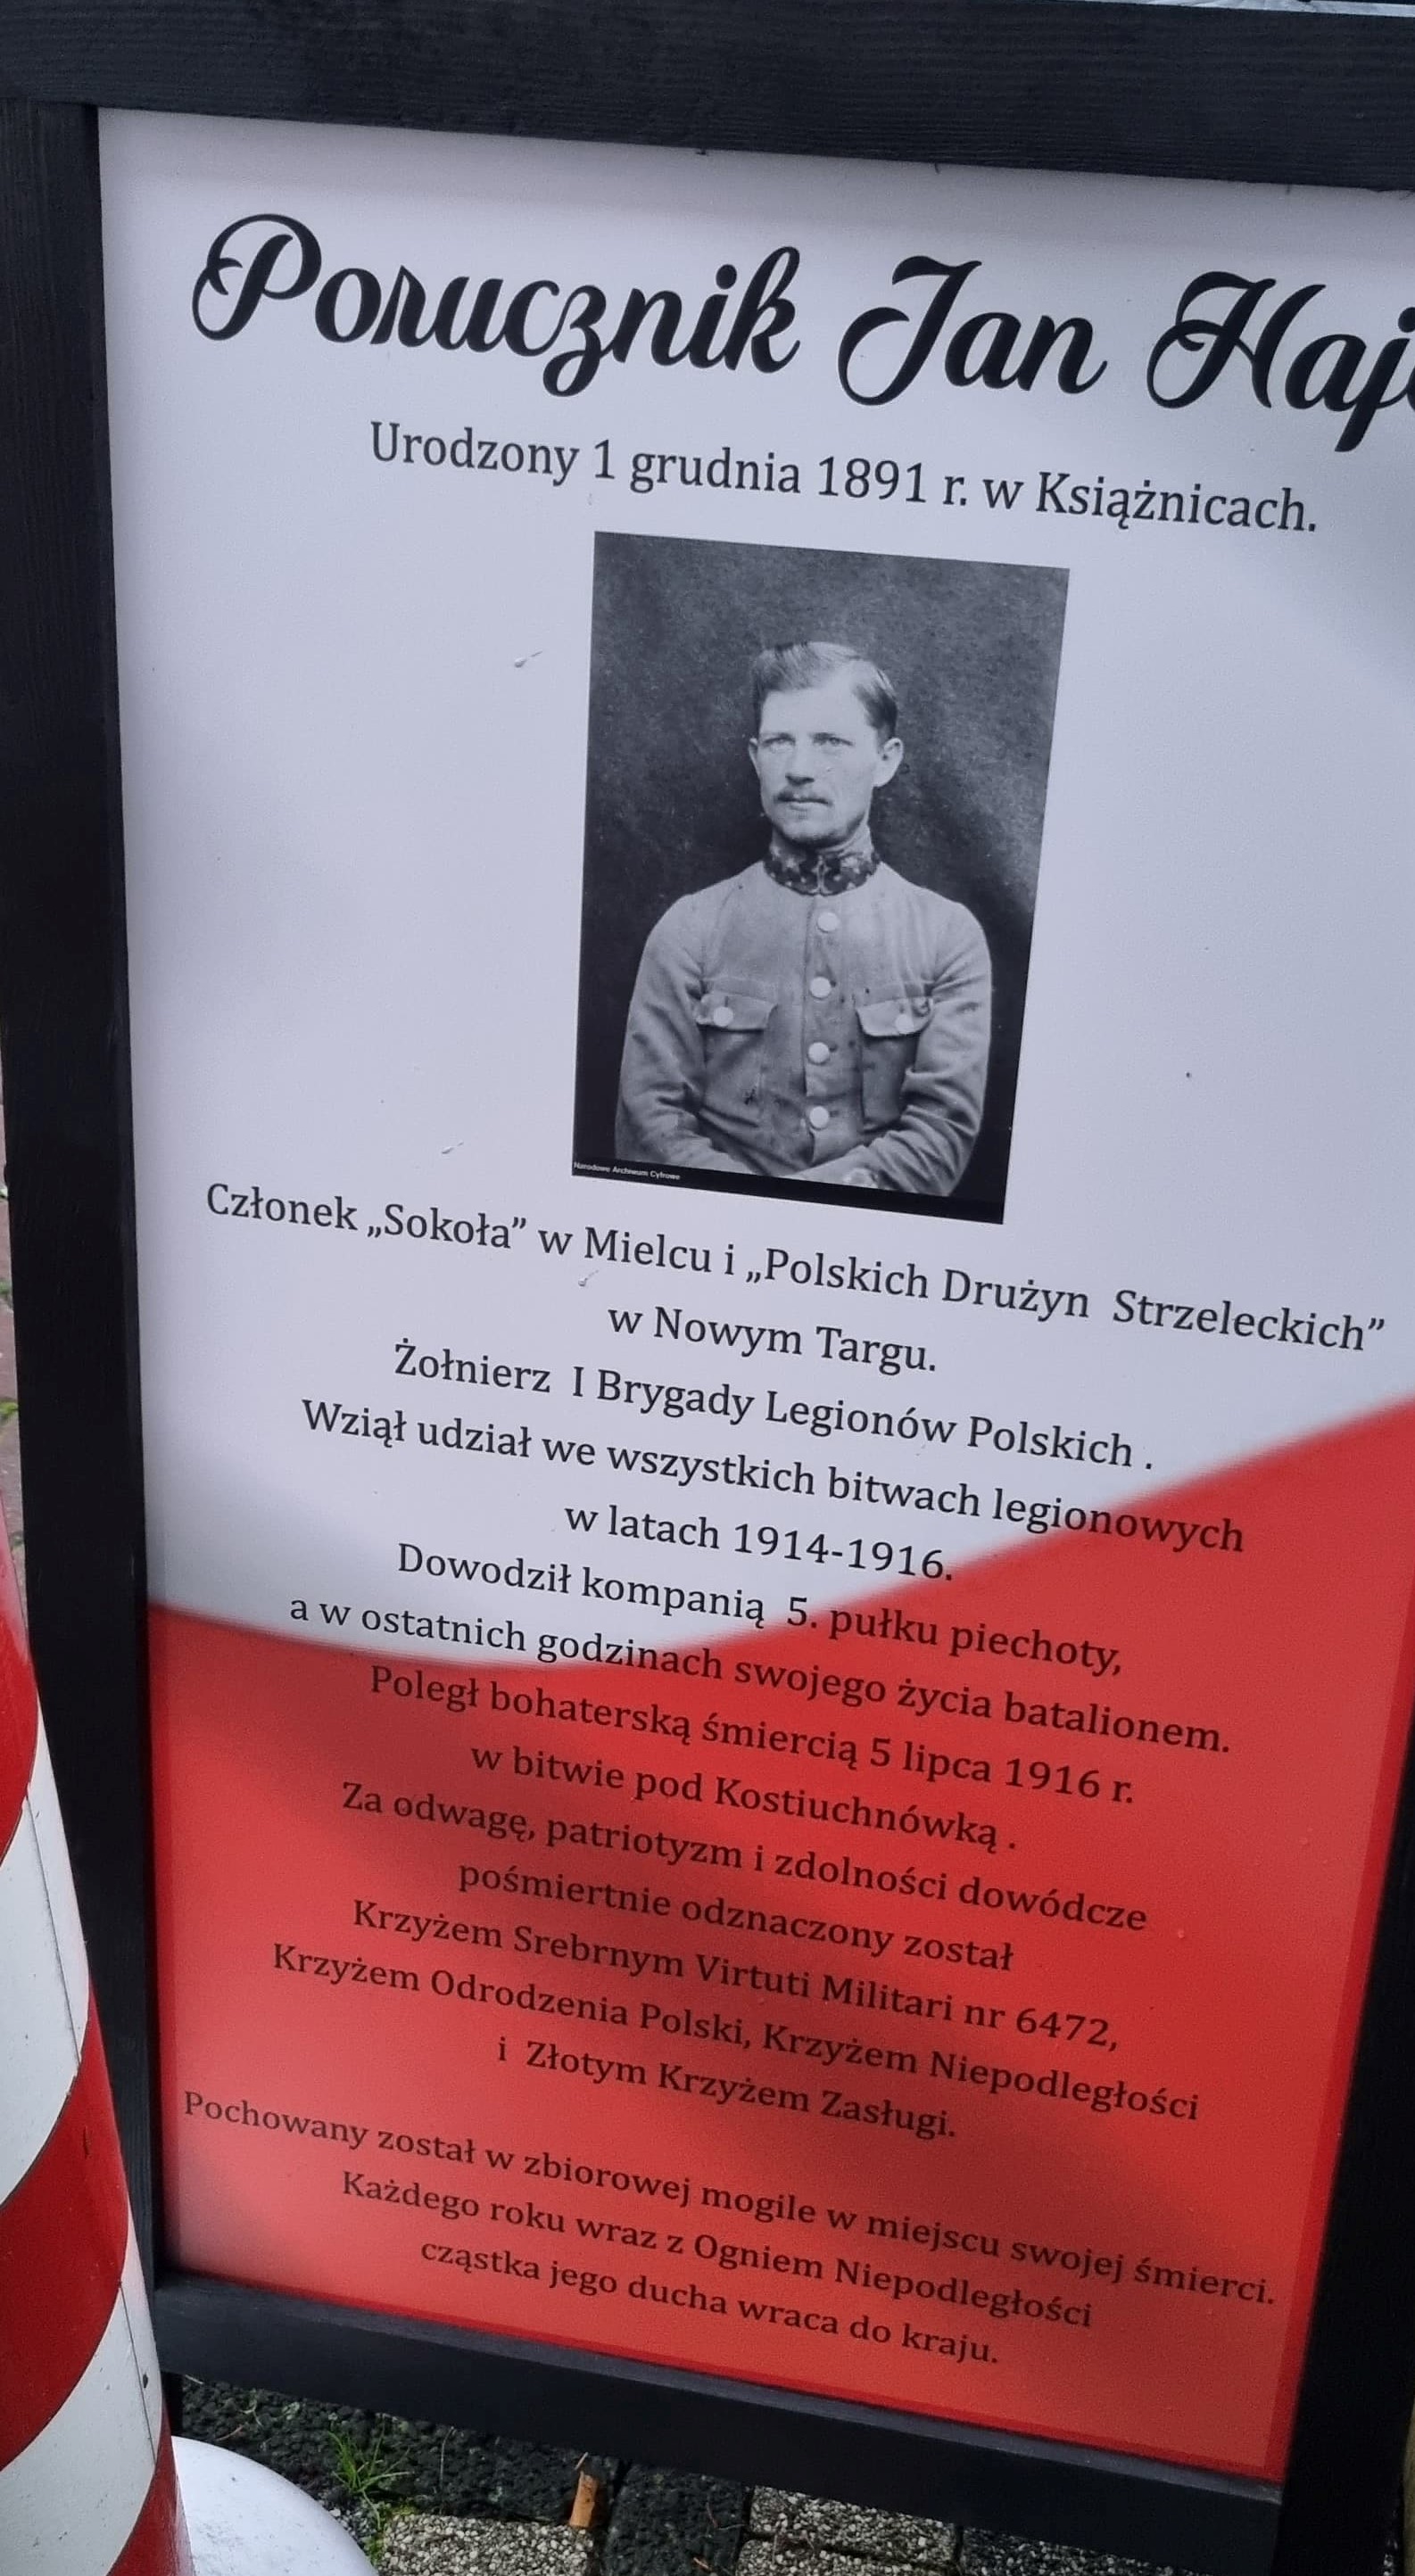 Porucznik Jan
Urodzony 1 grudnia 1891 r. w Książnicach.
Narodowe Archiwum Cyfrowe
Członek „Sokoła” w Mielcu i „Polskich Drużyn Strzeleckich”
w Nowym Targu.
Żołnierz I Brygady Legionów Polskich .
Wziął udział we wszystkich bitwach legionowych
w latach 1914-1916.
Dowodził kompanią 5. pułku piechoty,
a w ostatnich godzinach swojego życia batalionem.
Poległ bohaterską śmiercią 5 lipca 1916 r.
w bitwie pod Kostiuchnówką .
Za odwagę, patriotyzm i zdolności dowódcze
pośmiertnie odznaczony został
Krzyżem Srebrnym Virtuti Militari nr 6472,
Krzyżem Odrodzenia Polski, Krzyżem Niepodległości
i Złotym Krzyżem Zasługi.
Pochowany został w zbiorowej mogile w miejscu swojej śmierci.
Każdego roku wraz z Ogniem Niepodległości
cząstka jego ducha wraca do kraju.